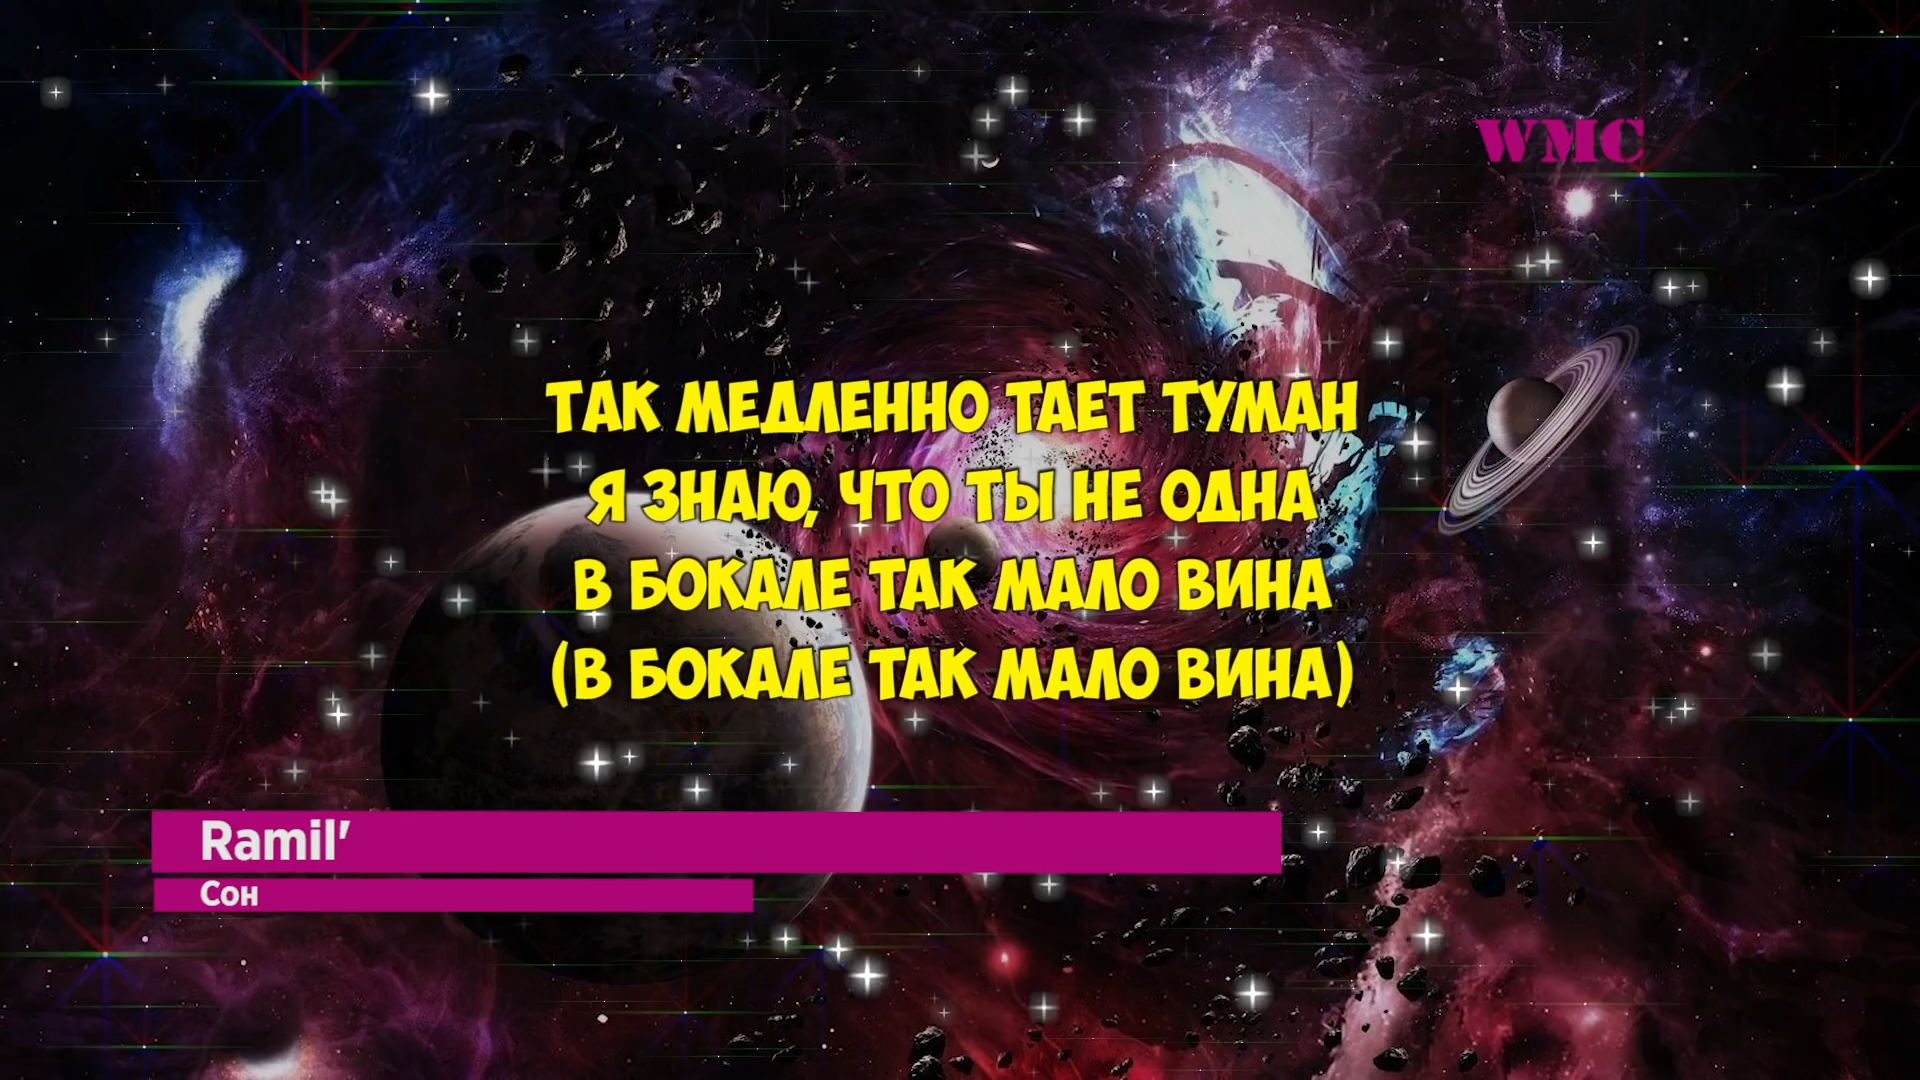 WMC
ТАК МЕДЛЕННО ТАЕТ ТУМАН
Я ЗНАЮ, ЧТО ТЫ НЕ ОДНА
В БОКАЛЕ ТАК МАЛО ВИНА
(В БОКАЛЕ ТАК МАЛО ВИНА)
Ramil'
Сон